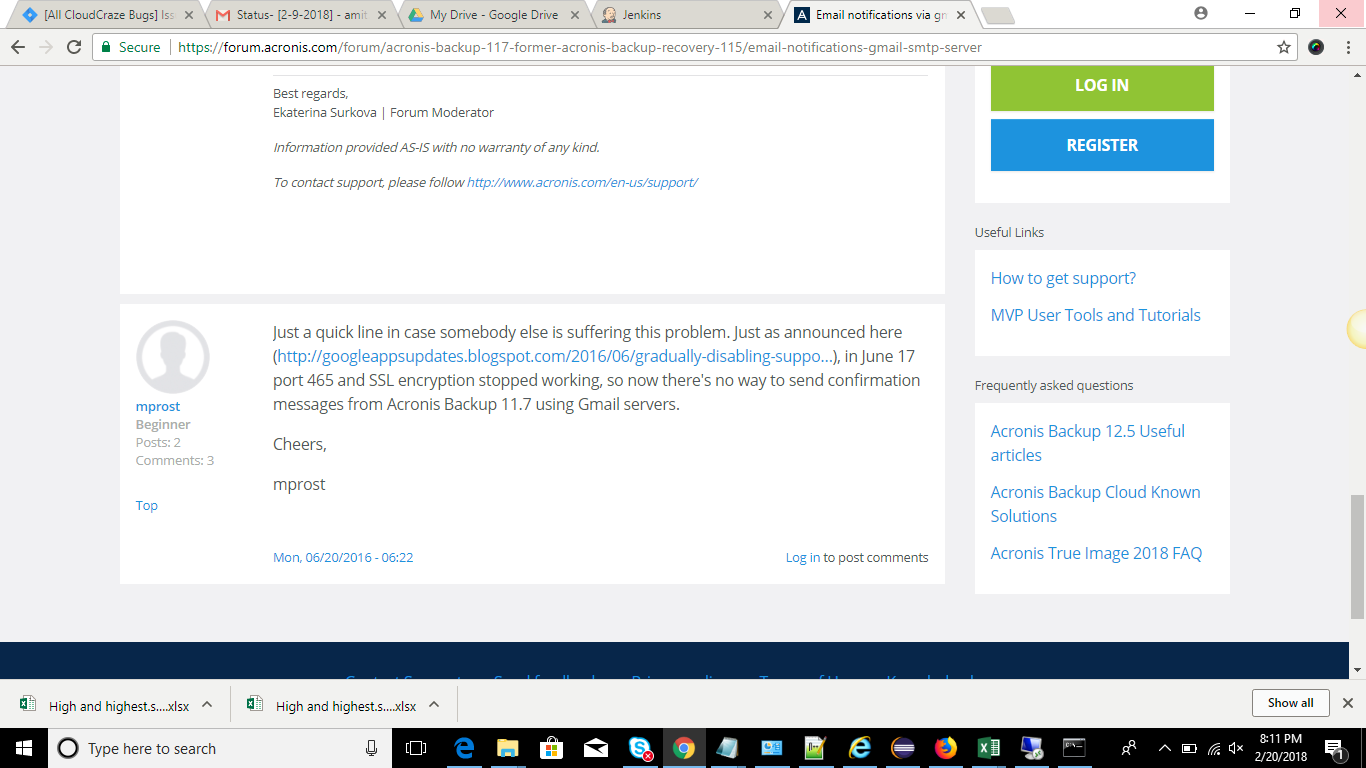 [All CloudCraze Bugs] Iss
Status- [2-9-2018] - amit
My Drive - Google Drive
Jenkins
Email notifications via gm
Secure
https://forum.acronis.com/forum/acronis-backup-117-former-acronis-backup-recovery-115/email-notifications-gmail-smtp-server
Best regards,
Ekaterina Surkova | Forum Moderator
Information provided AS-IS with no warranty of any kind.
To contact support, please follow http://www.acronis.com/en-us/support/
LOG IN
REGISTER
Useful Links
How to get support?
MVP User Tools and Tutorials
Frequently asked questions
Acronis Backup 12.5 Useful
articles
Acronis Backup Cloud Known
Solutions
Acronis True Image 2018 FAQ
mprost
Beginner
Posts: 2
Comments: 3
Top
Just a quick line in case somebody else is suffering this problem. Just as announced here
(http://googleappsupdates.blogspot.com/2016/06/gradually-disabling-suppo...), in June 17
port 465 and SSL encryption stopped working, so now there's no way to send confirmation
messages from Acronis Backup 11.7 using Gmail servers.
Cheers,
mprost
Mon, 06/20/2016 - 06:22
Log in to post comments
High and highest.s....xlsx
High and highest.s....xlsx
Show all
Type here to search
8:11 PM
2/20/2018
1